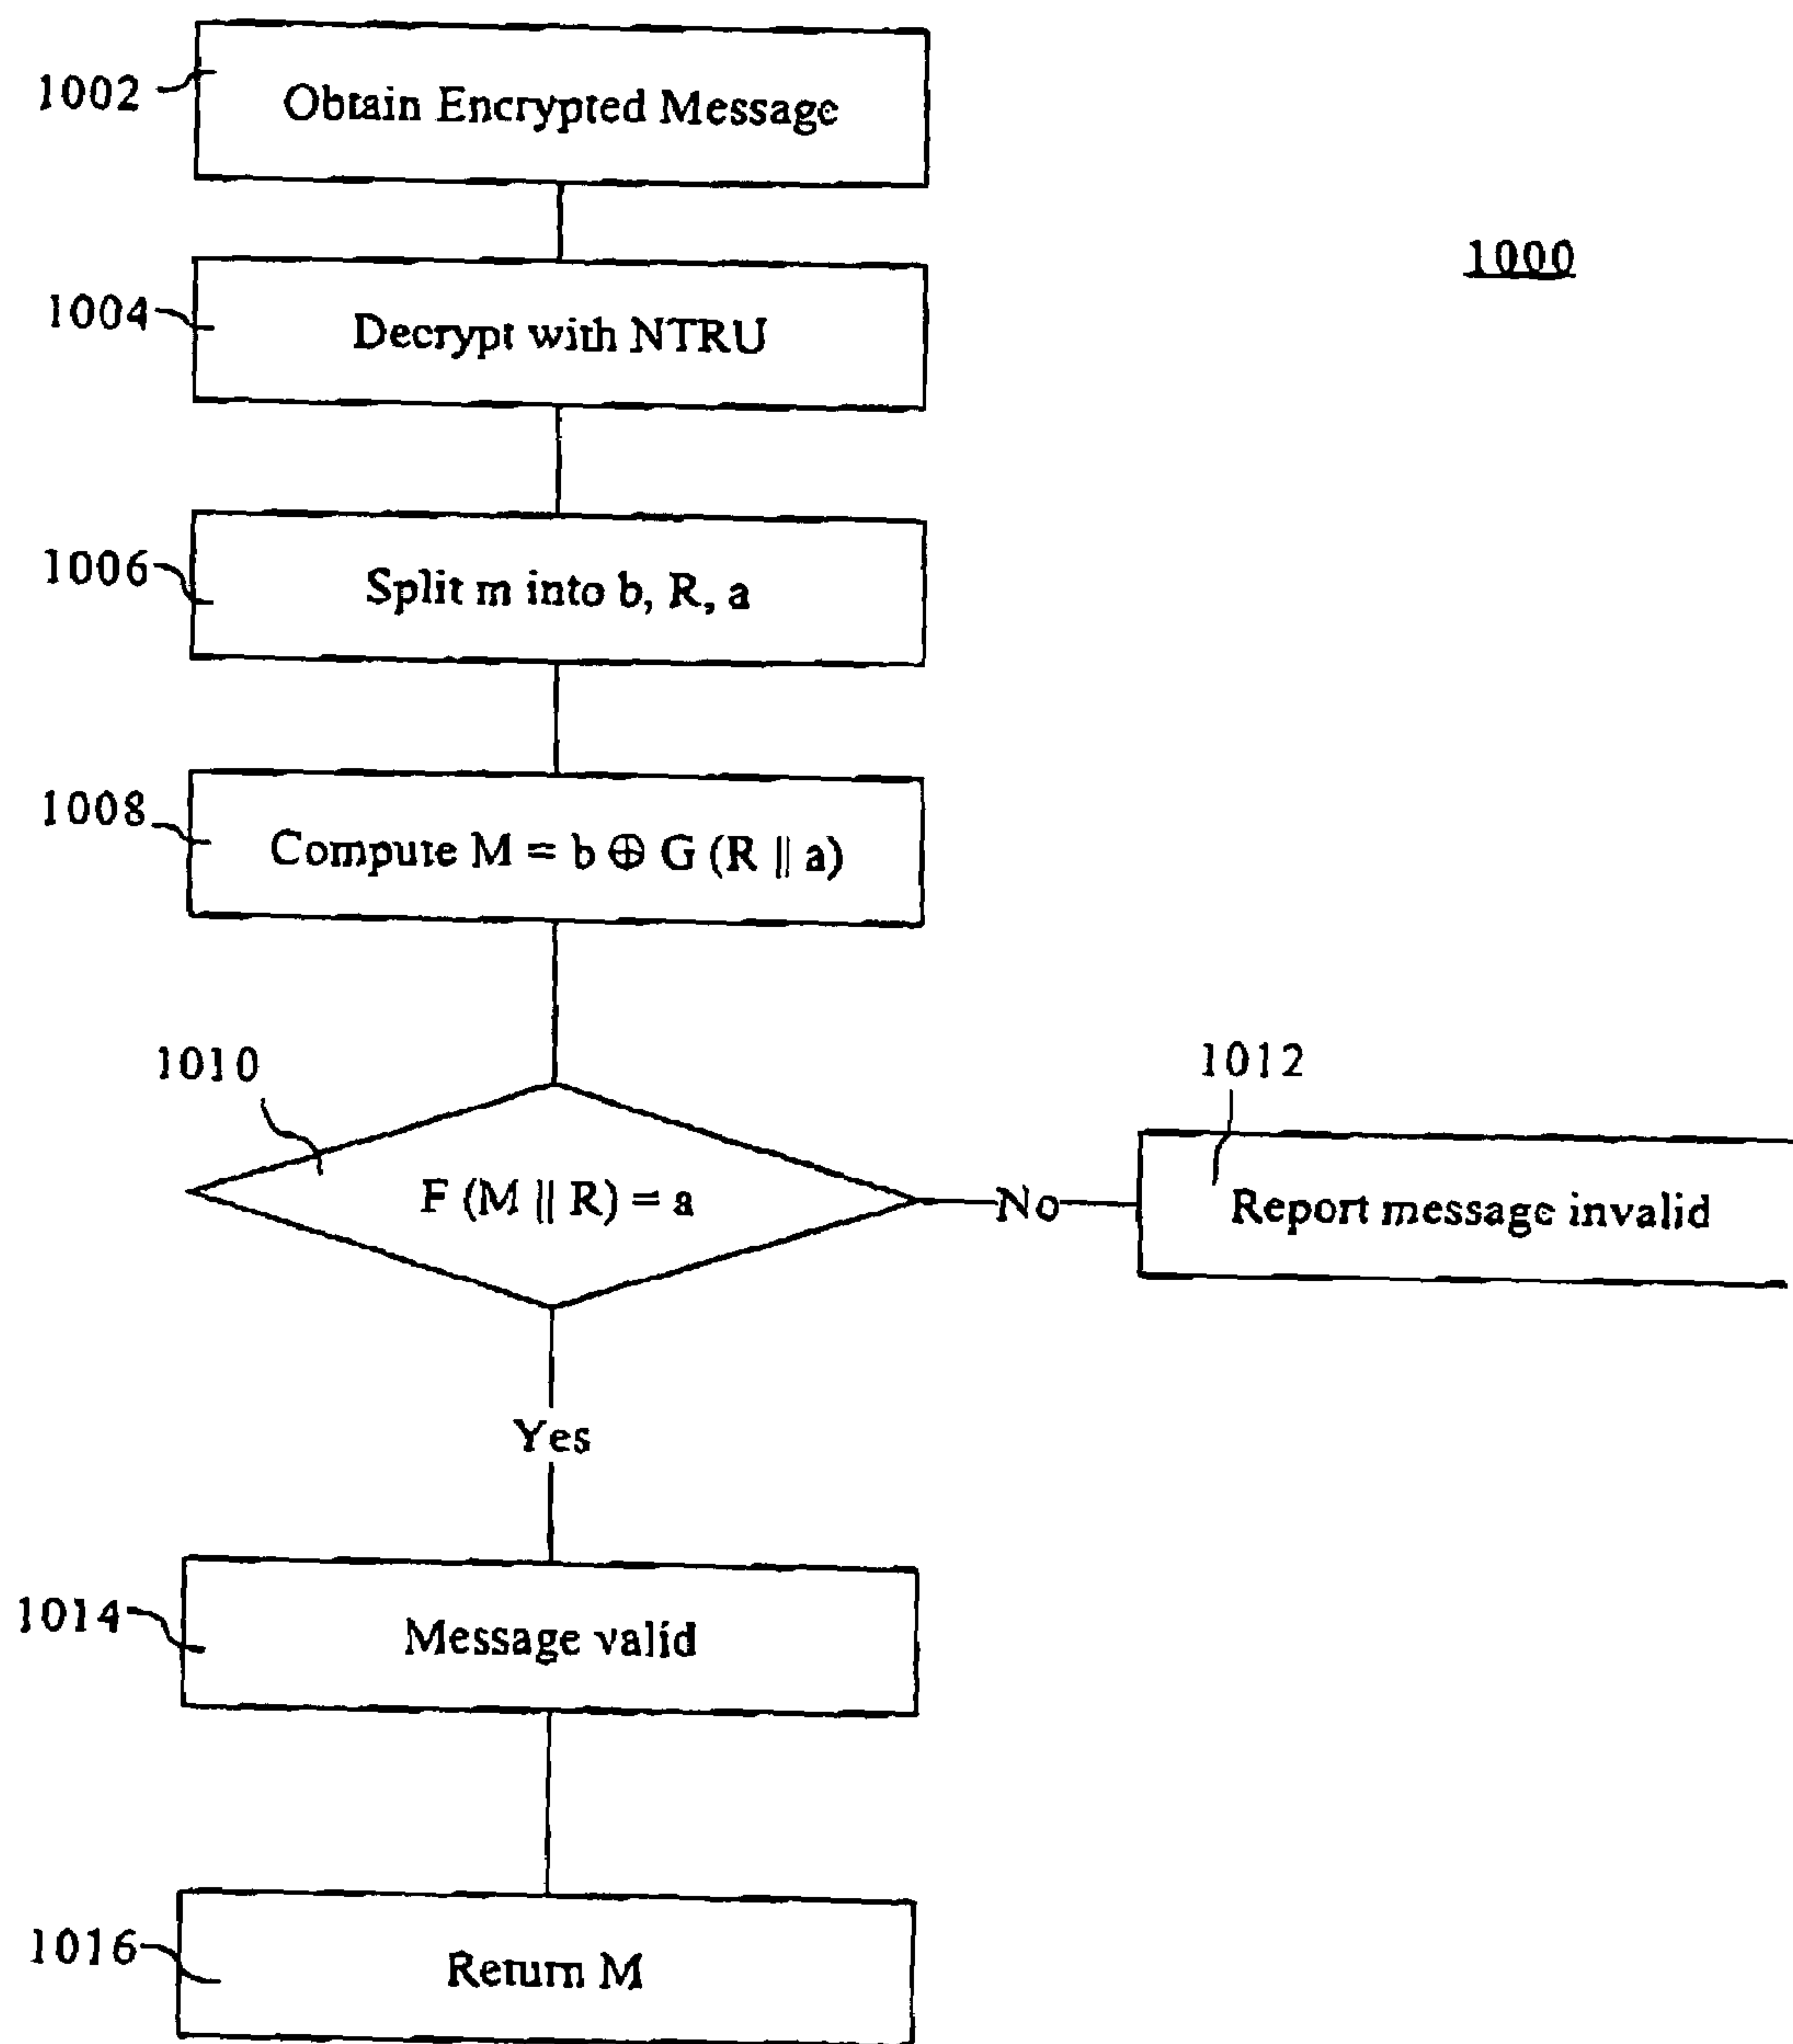 1002
Obtain Encrypted Message
1000
1004
Decrypt with NTRU
1006
Split m into b, R, a
1008
Compute M = b ⊕ G (R || a)
1010
1012
F (M || R) = a
No
Report message invalid
Yes
1014
Message valid
1016
Return M